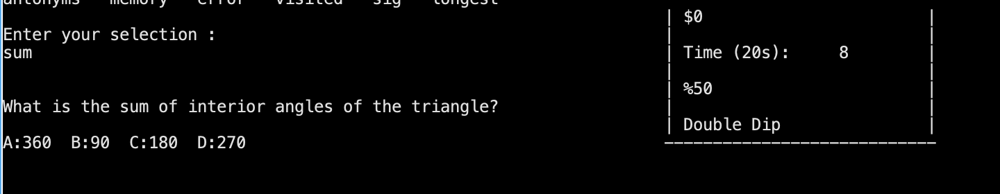 antonyms memory error visited sig longest
Enter your selection :
sum
What is the sum of interior angles of the triangle?
A:360 B:90 C:180 D:270
$0
Time (20s): 8
%50
Double Dip